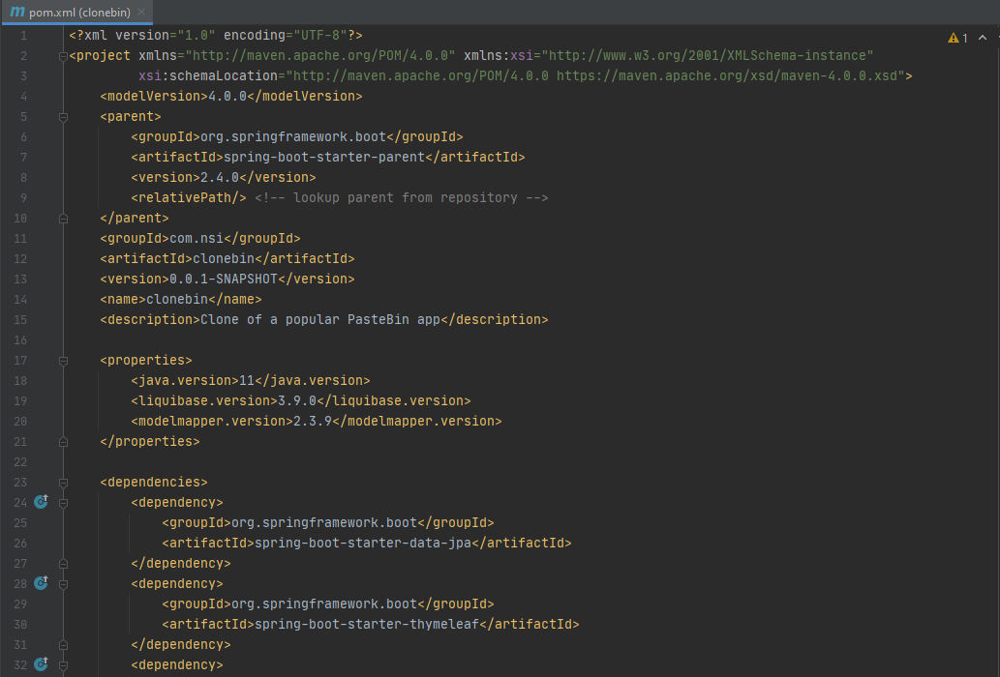 m pom.xml (clonebin) ×
1 <?xml version="1.0" encoding="UTF-8"?> 1
2 <project xmlns="http://maven.apache.org/POM/4.0.0" xmlns:xsi="http://www.w3.org/2001/XMLSchema-instance"
3          xsi:schemaLocation="http://maven.apache.org/POM/4.0.0 https://maven.apache.org/xsd/maven-4.0.0.xsd">
4     <modelVersion>4.0.0</modelVersion>
5     <parent>
6         <groupId>org.springframework.boot</groupId>
7         <artifactId>spring-boot-starter-parent</artifactId>
8         <version>2.4.0</version>
9         <relativePath/> <!-- lookup parent from repository -->
10     </parent>
11     <groupId>com.nsi</groupId>
12     <artifactId>clonebin</artifactId>
13     <version>0.0.1-SNAPSHOT</version>
14     <name>clonebin</name>
15     <description>Clone of a popular PasteBin app</description>
16
17     <properties>
18         <java.version>11</java.version>
19         <liquibase.version>3.9.0</liquibase.version>
20         <modelmapper.version>2.3.9</modelmapper.version>
21     </properties>
22
23     <dependencies>
24         <dependency>
25             <groupId>org.springframework.boot</groupId>
26             <artifactId>spring-boot-starter-data-jpa</artifactId>
27         </dependency>
28         <dependency>
29             <groupId>org.springframework.boot</groupId>
30             <artifactId>spring-boot-starter-thymeleaf</artifactId>
31         </dependency>
32         <dependency>